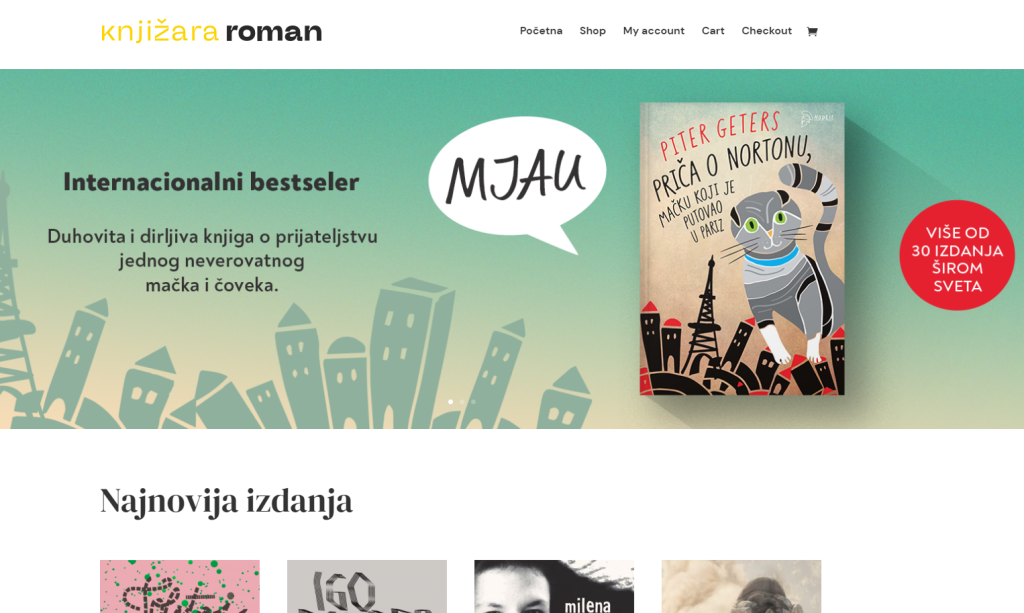 knjižara roman
Početna Shop My account Cart Checkout
Internacionalni bestseler
Duhovita i dirljiva knjiga o prijateljstvu
jednog neverovatnog
mačka i čoveka.
MJAU
PITER GETERS
PRIČA O NORTONU,
MAČKU KOJI JE
PUTOVAO
U PARIZ
VIŠE OD
30 IZDANJA
ŠIROM
SVETA
Najnovija izdanja
IGO
milena